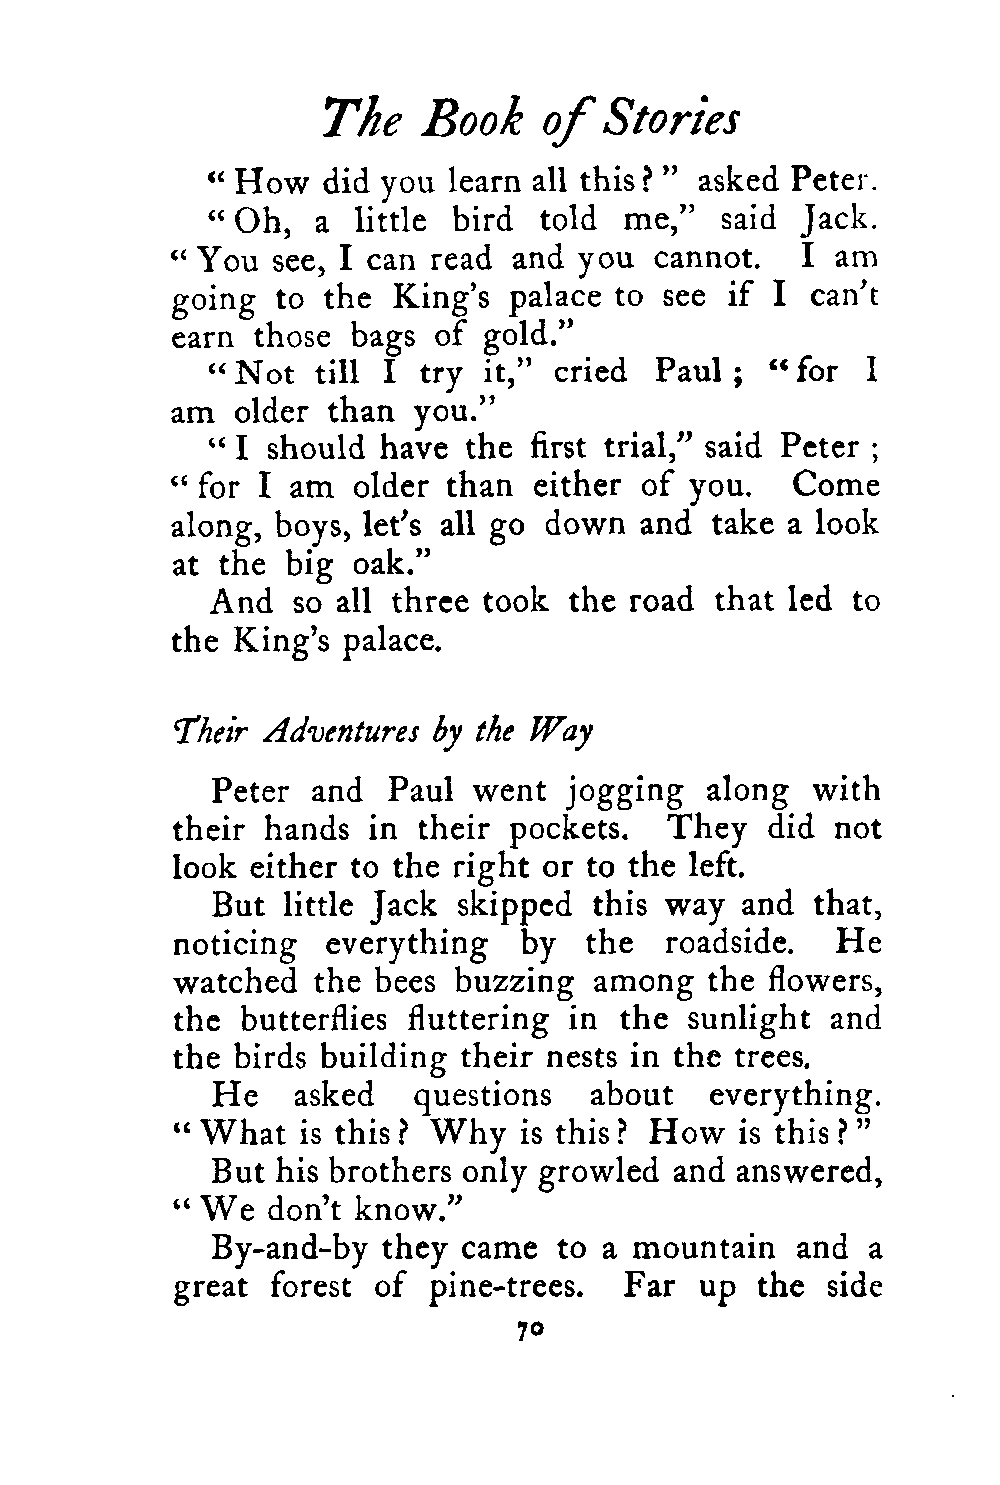 The Book of Stories
“ How did you learn all this ? ” asked Peter.
“ Oh, a little bird told me,” said Jack.
“ You see, I can read and you cannot. I am
going to the King’s palace to see if I can’t
earn those bags of gold.”
“ Not till I try it,” cried Paul ; “ for I
am older than you.”
“ I should have the first trial,” said Peter ;
“ for I am older than either of you. Come
along, boys, let’s all go down and take a look
at the big oak.”
And so all three took the road that led to
the King’s palace.
Their Adventures by the Way
Peter and Paul went jogging along with
their hands in their pockets. They did not
look either to the right or to the left.
But little Jack skipped this way and that,
noticing everything by the roadside. He
watched the bees buzzing among the flowers,
the butterflies fluttering in the sunlight and
the birds building their nests in the trees.
He asked questions about everything.
“ What is this ? Why is this ? How is this ? ”
But his brothers only growled and answered,
“ We don’t know.”
By-and-by they came to a mountain and a
great forest of pine-trees. Far up the side
70